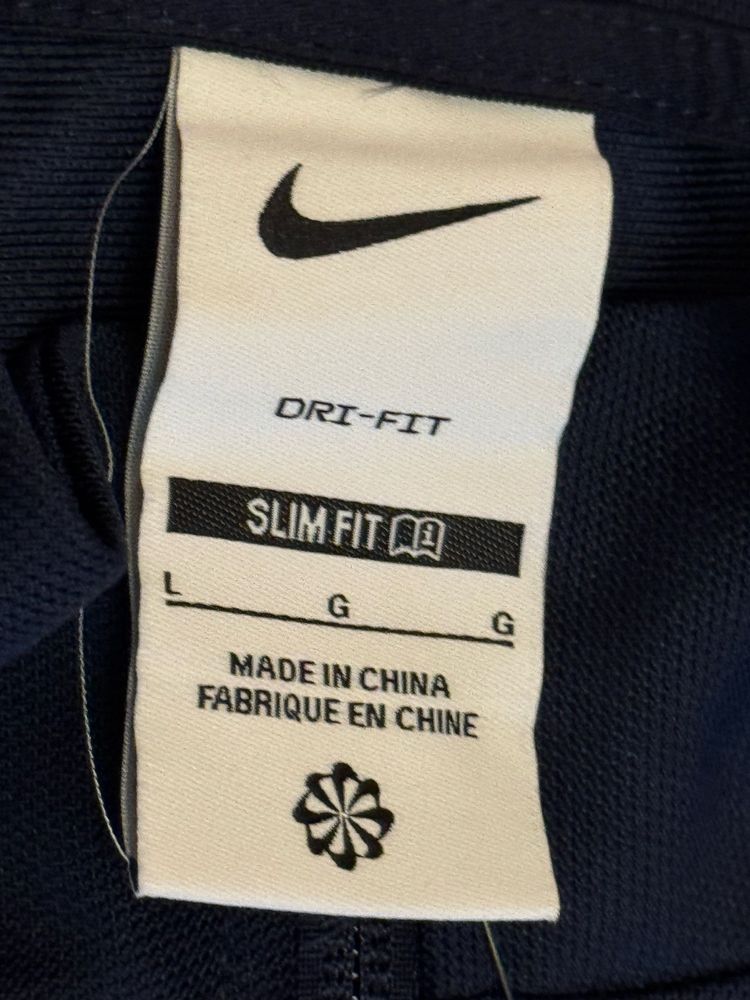 DRI-FIT
SLIM FIT
L G G
MADE IN CHINA
FABRIQUE EN CHINE